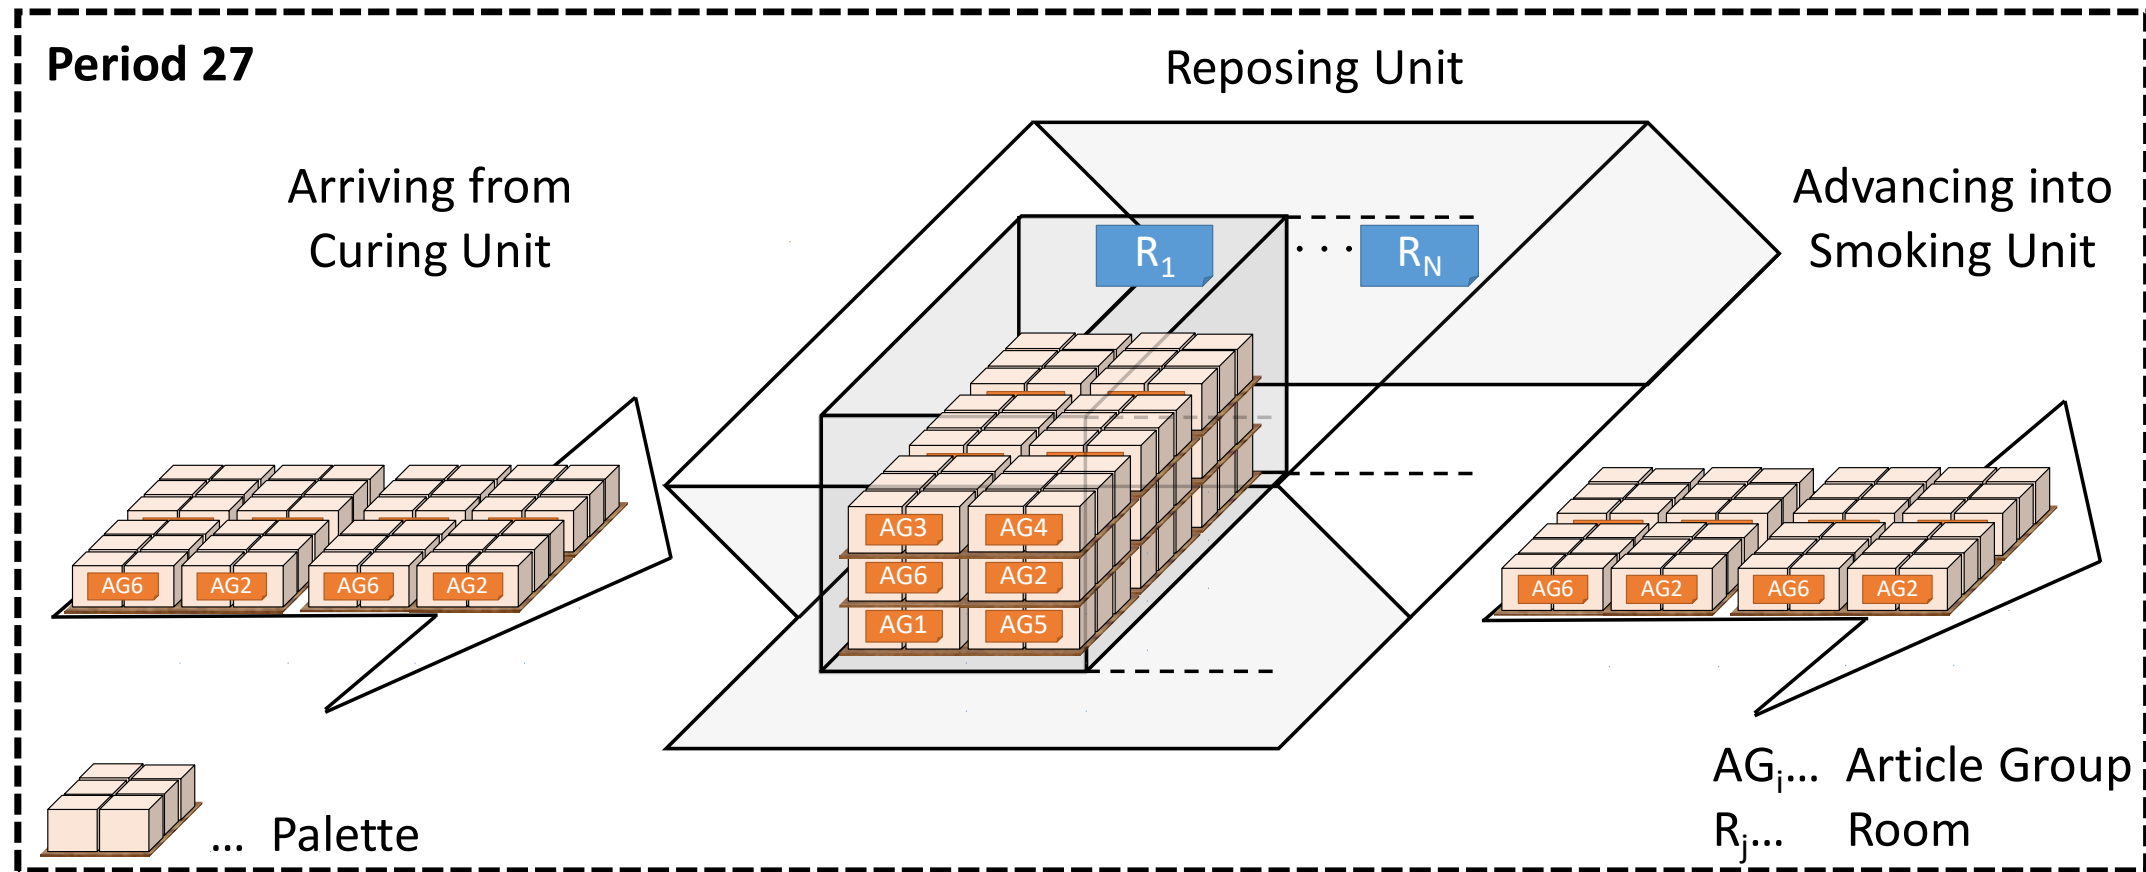 Period 27
Reposing Unit
Arriving from
Curing Unit
Advancing into
Smoking Unit
R1 ... RN
AG6 AG2 AG6 AG2
AG3 AG4
AG6 AG2
AG1 AG5
AG6 AG2 AG6 AG2
... Palette
AGi... Article Group
Rj... Room